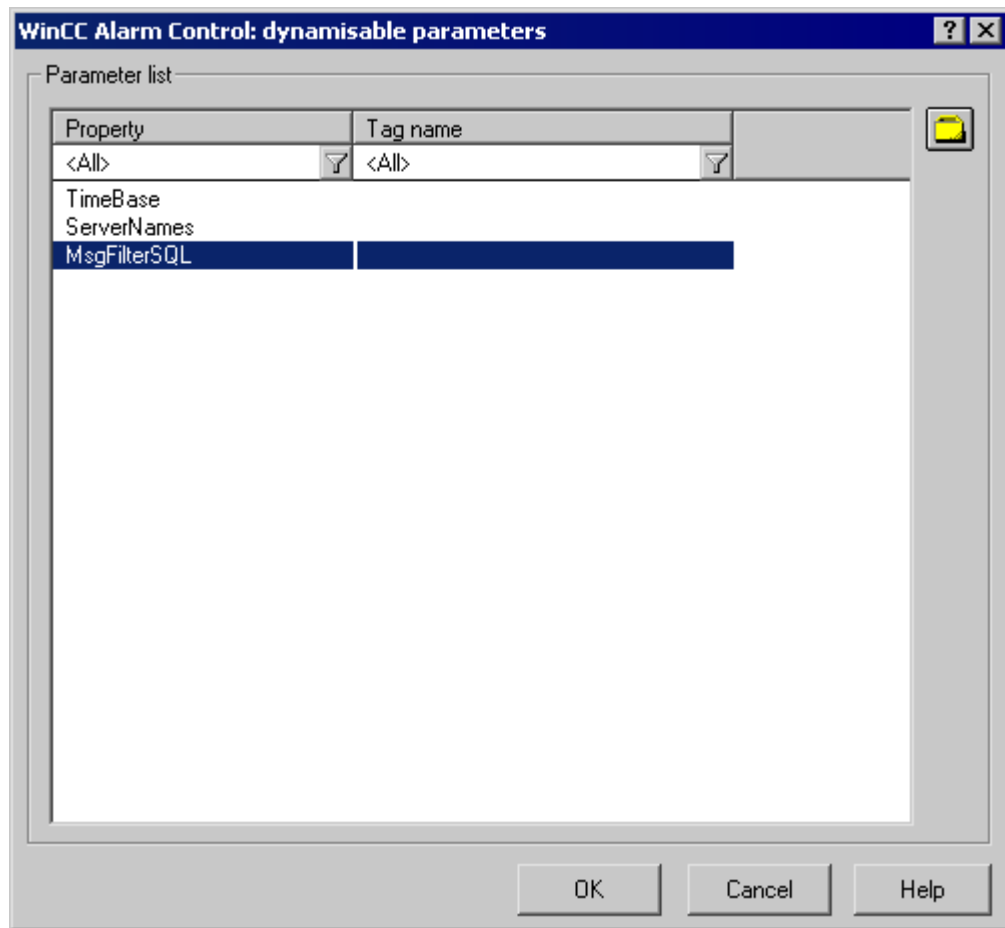 WinCC Alarm Control: dynamisable parameters
Parameter list
Property Tag name
<All> <All>
TimeBase
ServerNames
MsgFilterSQL
OK Cancel Help